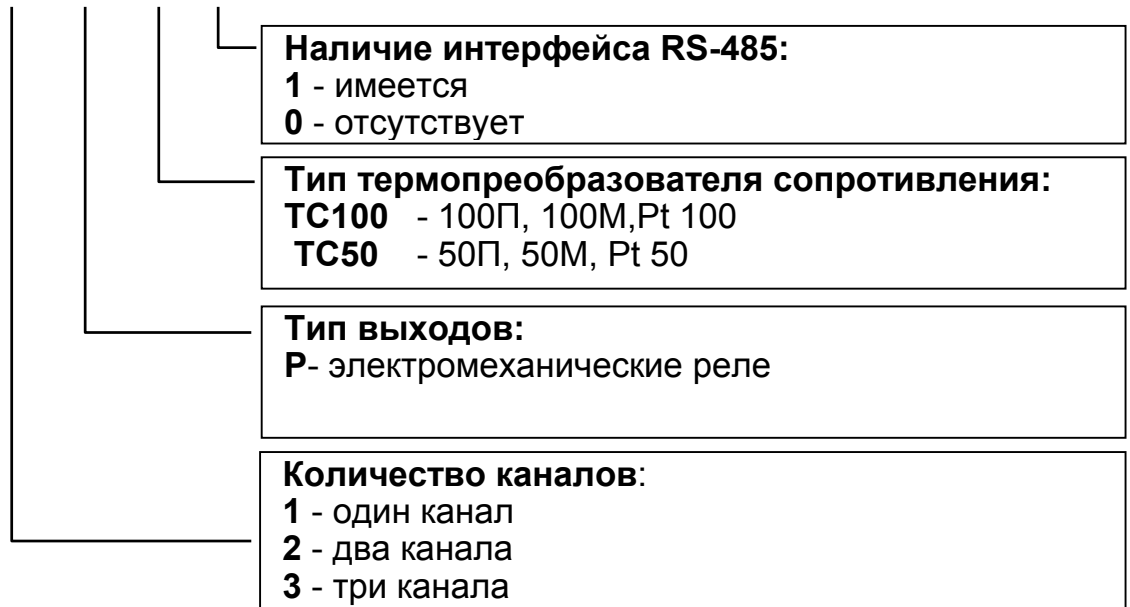 Наличие интерфейса RS-485:
1 - имеется
0 - отсутствует
Тип термопреобразователя сопротивления:
ТС100 - 100П, 100М,Pt 100
ТС50 - 50П, 50М, Pt 50
Тип выходов:
Р- электромеханические реле
Количество каналов:
1 - один канал
2 - два канала
3 - три канала